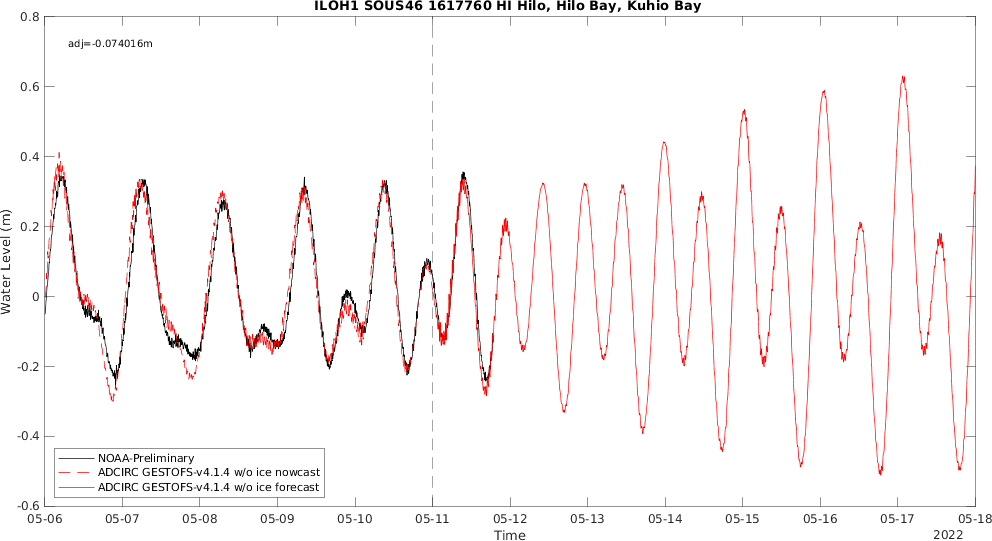 ILOH1 SOUS46 1617760 HI Hilo, Hilo Bay, Kuhio Bay
0.8
adj=-0.074016m
0.6
0.4
0.2
0
-0.2
-0.4
-0.6
Water Level (m)
NOAA-Preliminary
ADCIRC GESTOFS-v4.1.4 w/o ice nowcast
ADCIRC GESTOFS-v4.1.4 w/o ice forecast
05-06 05-07 05-08 05-09 05-10 05-11 05-12 05-13 05-14 05-15 05-16 05-17 05-18
Time
2022